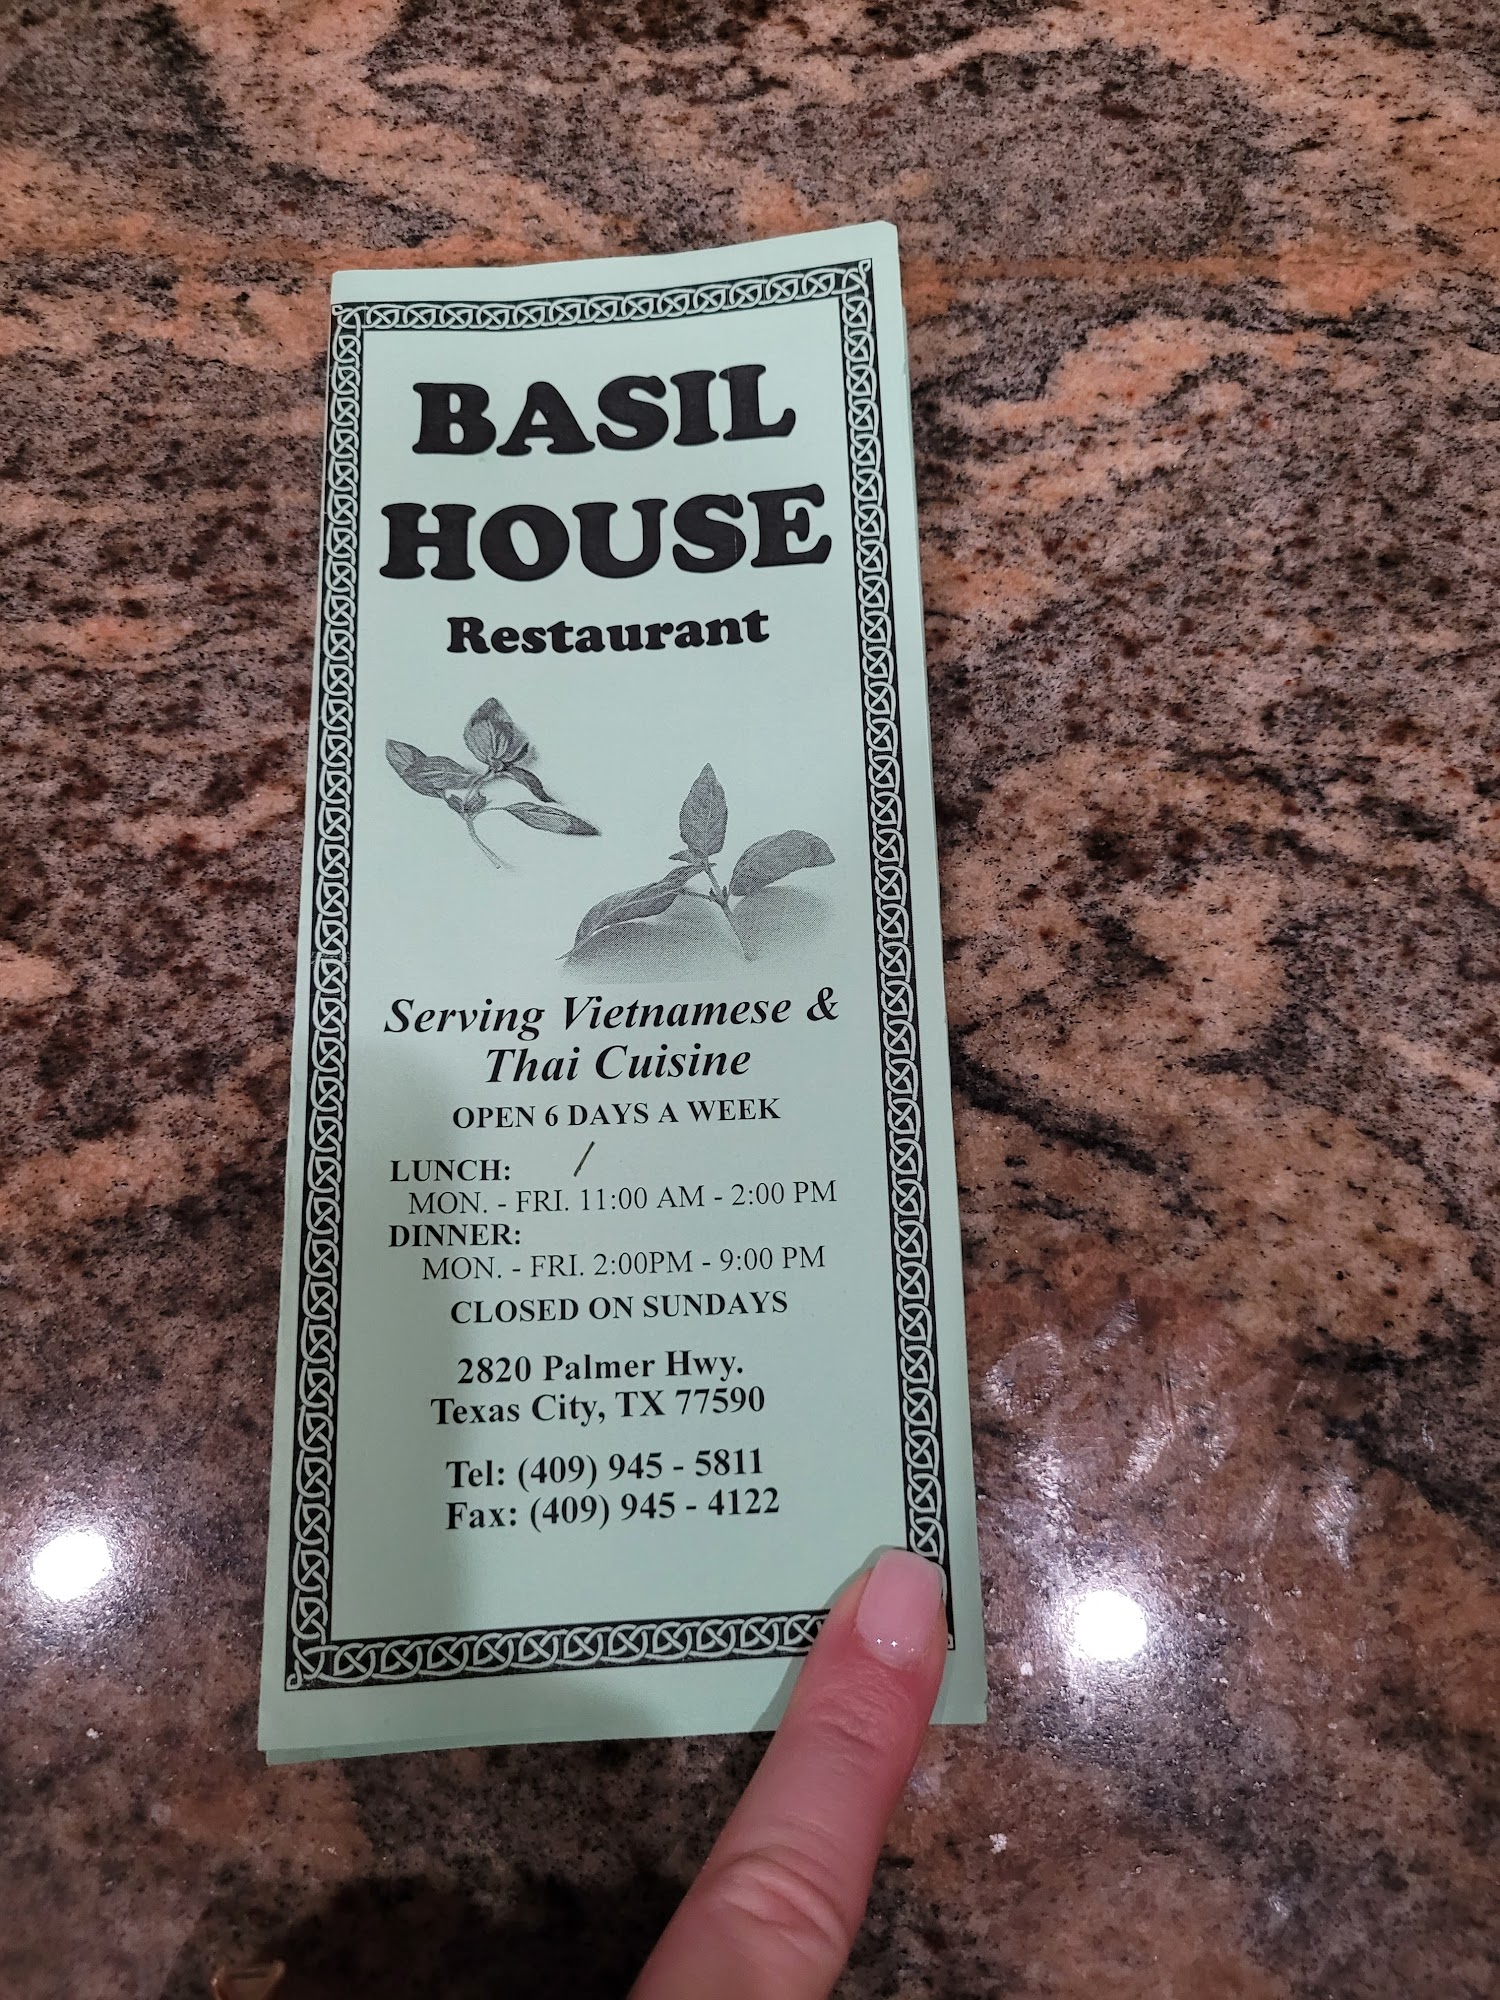 BASIL
HOUSE
Restaurant
Serving Vietnamese &
Thai Cuisine
OPEN 6 DAYS A WEEK
LUNCH:
MON. - FRI. 11:00 AM - 2:00 PM
DINNER:
MON. - FRI. 2:00PM - 9:00 PM
CLOSED ON SUNDAYS
2820 Palmer Hwy.
Texas City, TX 77590
Tel: (409) 945 - 5811
Fax: (409) 945 - 4122